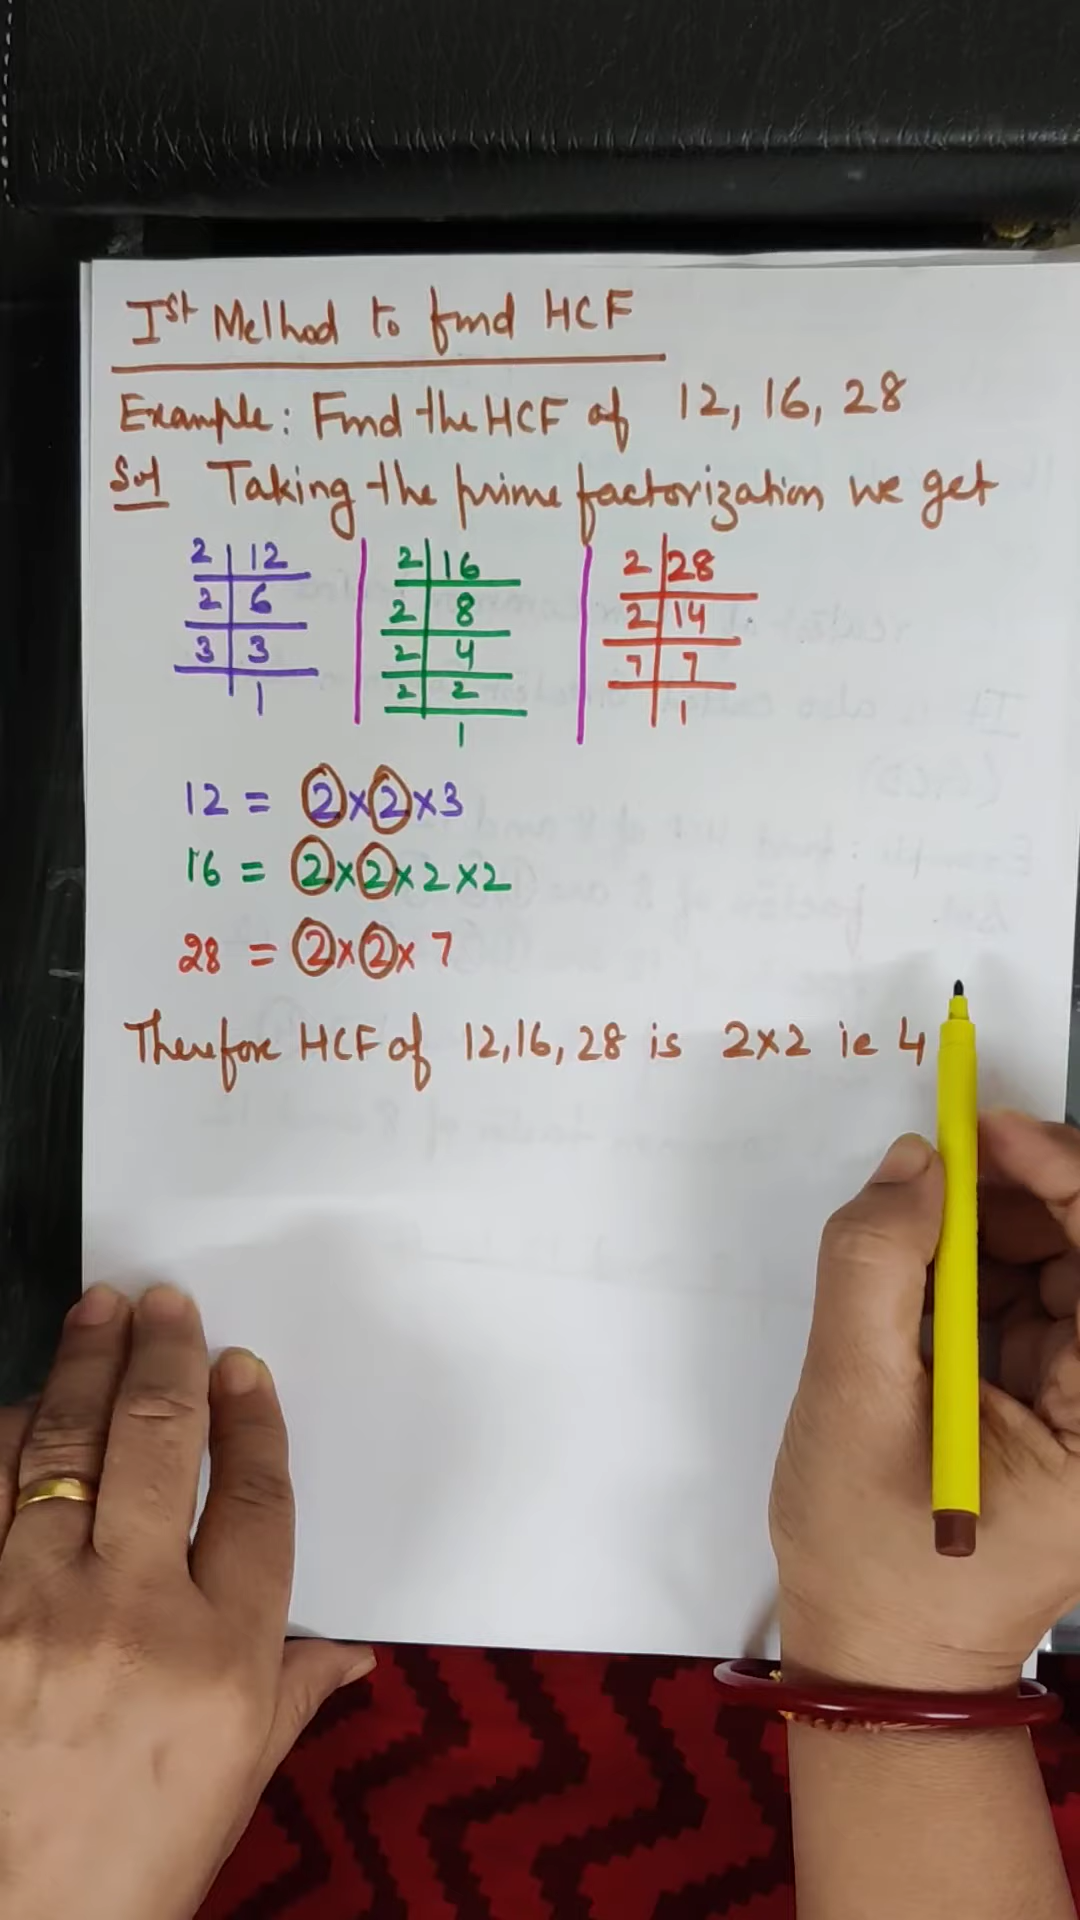 Ist Method to find HCF
Example: Find the HCF of 12, 16, 28
Sol Taking the prime factorization we get
2 | 12
2 | 6
3 | 3
1
2 | 16
2 | 8
2 | 4
2 | 2
1
2 | 28
2 | 14
7 | 7
1
12 = 2×2×3
16 = 2×2×2×2
28 = 2×2×7
Therefore HCF of 12,16,28 is 2×2 ie 4